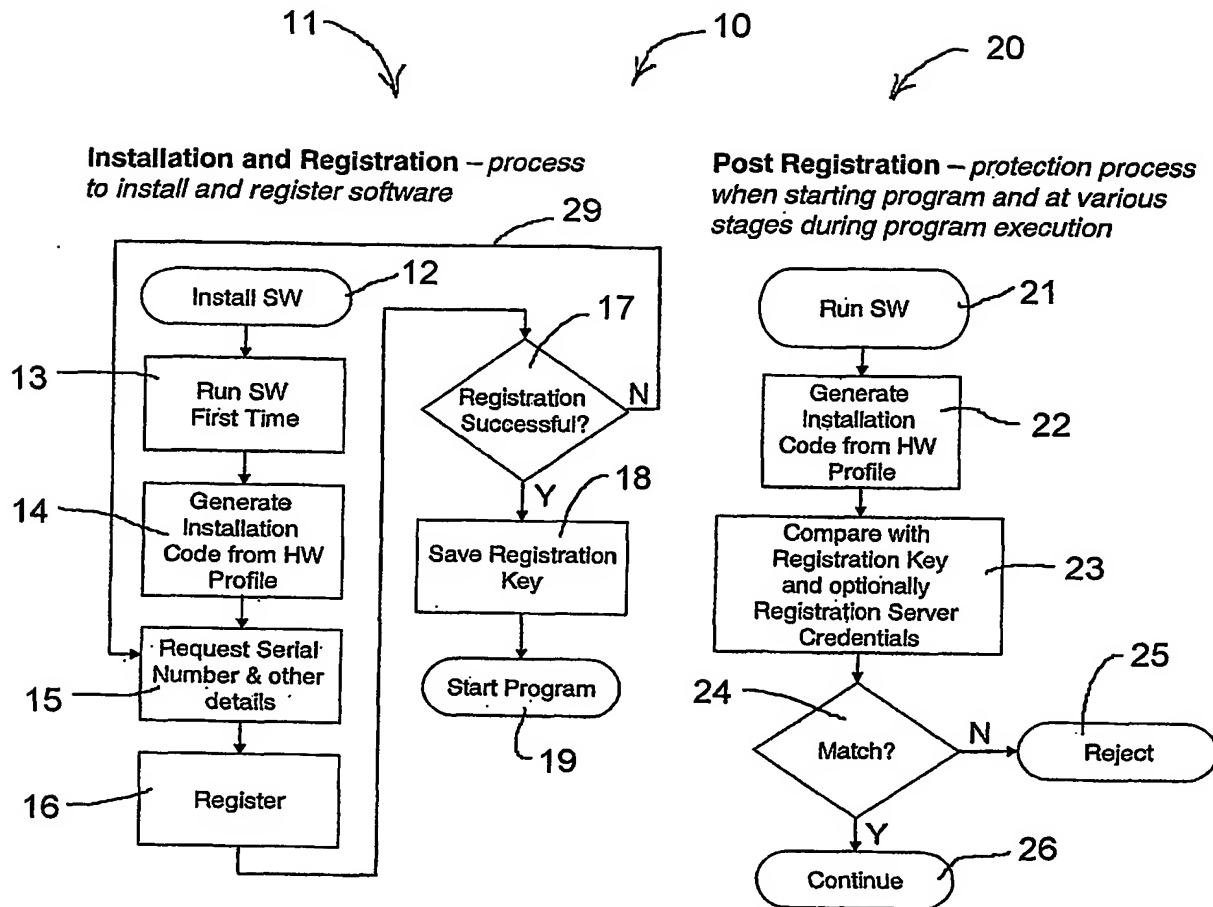 11
10
20
Installation and Registration – process
to install and register software
29
12
Install SW
13
Run SW
First Time
14
Generate
Installation
Code from HW
Profile
15
Request Serial
Number & other
details
16
Register
17
Registration
Successful?
N
Y
18
Save Registration
Key
Start Program
19
Post Registration – protection process
when starting program and at various
stages during program execution
Run SW
21
Generate
Installation
Code from HW
Profile
22
Compare with
Registration Key
and optionally
Registration Server
Credentials
23
24
Match?
N
25
Reject
Y
Continue
26